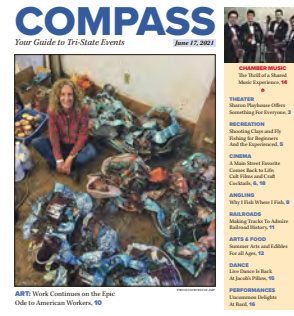 COMPASS
Your Guide to Tri-State Events
June 17, 2021
CHAMBER MUSIC
The Thrill of a Shared
Music Experience, 14
THEATER
Sharon Playhouse Offers
Something For Everyone, 3
RECREATION
Shooting Clays and Fly
Fishing for Beginners
And the Experienced, 5
CINEMA
A Main Street Favorite
Comes Back to Life;
Cult Films and Craft
Cocktails, 6, 18
ANGLING
Why I Fish Where I Fish, 8
RAILROADS
Making Tracks To Admire
Railroad History, 11
ARTS & FOOD
Summer Arts and Edibles
For all Ages, 12
DANCE
Live Dance Is Back
At Jacob's Pillow, 15
PERFORMANCES
Uncommon Delights
At Bard, 16
ART: Work Continues on the Epic
Ode to American Workers, 10